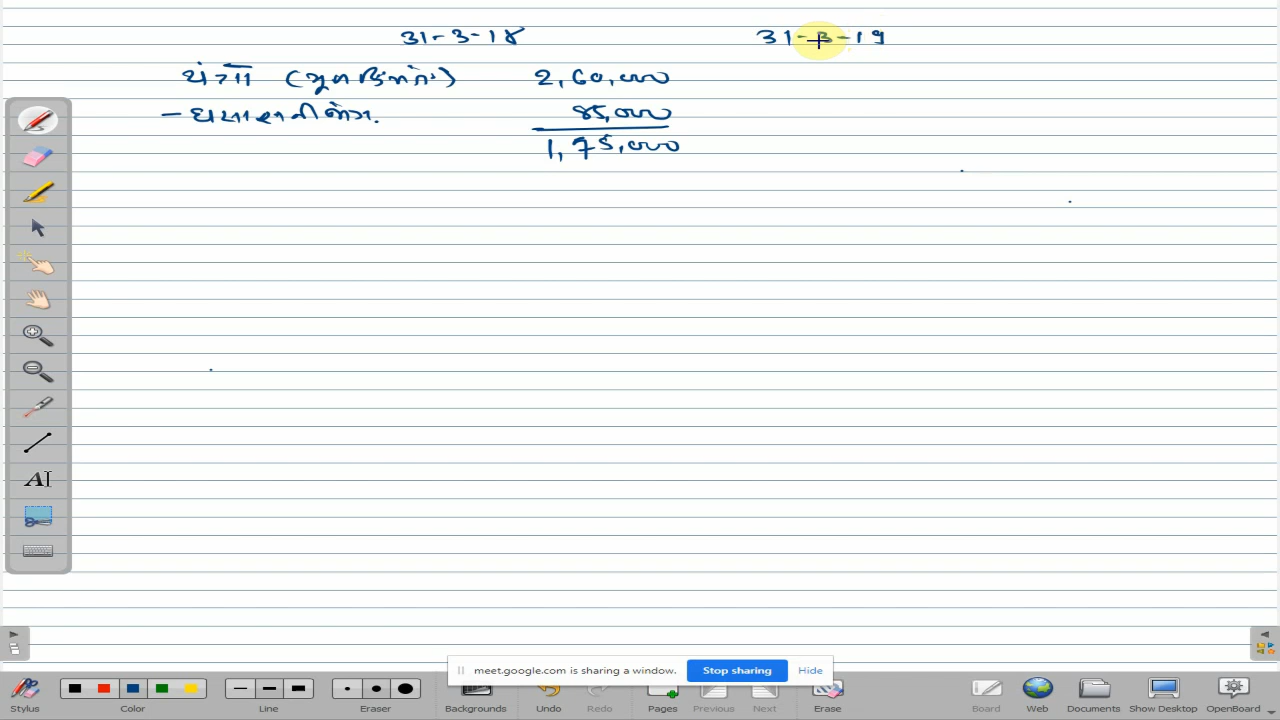 31-3-18 31-3-19
યંત્રો (મૂળ કિંમતે) 2,60,000
- ઘસારાની જોગ. 85,000
1,75,000
AI
meet.google.com is sharing a window. Stop sharing Hide
Stylus Color Line Eraser Backgrounds Undo Redo Pages Previous Next Erase Board Web Documents Show Desktop OpenBoard